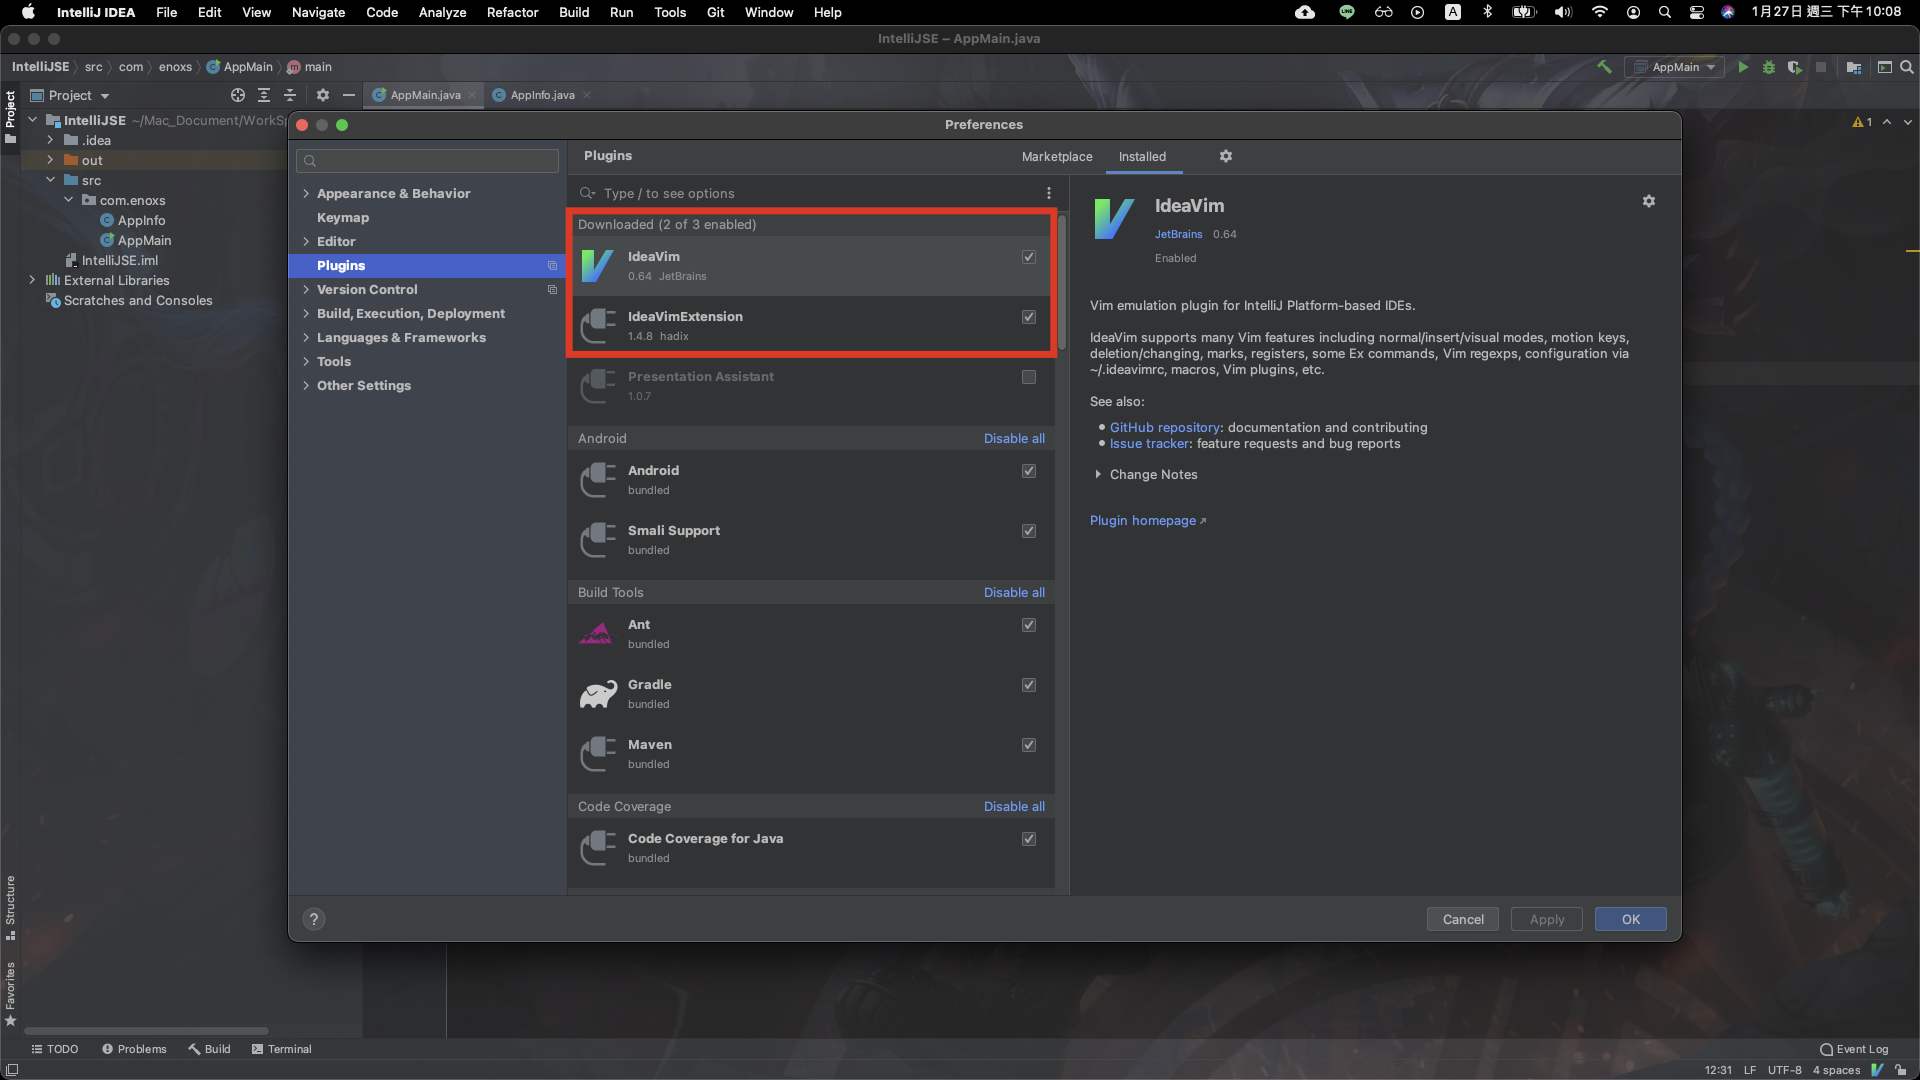 IntelliJ IDEA File Edit View Navigate Code Analyze Refactor Build Run Tools Git Window Help
LINE A 1月27日 週三 下午10:08
IntelliJSE – AppMain.java
IntelliJSE src com enoxs C AppMain m main
AppMain
Project
Project
C AppMain.java
C AppInfo.java
IntelliJSE ~/Mac_Document/WorkSp
.idea
out
src
com.enoxs
C AppInfo
C AppMain
IntelliJSE.iml
External Libraries
Scratches and Consoles
1
Preferences
Appearance & Behavior
Keymap
Editor
Plugins
Version Control
Build, Execution, Deployment
Languages & Frameworks
Tools
Other Settings
Plugins
Marketplace
Installed
Type / to see options
Downloaded (2 of 3 enabled)
IdeaVim
0.64 JetBrains
IdeaVimExtension
1.4.8 hadix
Presentation Assistant
1.0.7
Android Disable all
Android
bundled
Smali Support
bundled
Build Tools Disable all
Ant
bundled
Gradle
bundled
Maven
bundled
Code Coverage Disable all
Code Coverage for Java
bundled
IdeaVim
JetBrains 0.64
Enabled
Vim emulation plugin for IntelliJ Platform-based IDEs.
IdeaVim supports many Vim features including normal/insert/visual modes, motion keys,
deletion/changing, marks, registers, some Ex commands, Vim regexps, configuration via
~/.ideavimrc, macros, Vim plugins, etc.
See also:
• GitHub repository: documentation and contributing
• Issue tracker: feature requests and bug reports
Change Notes
Plugin homepage
?
Cancel
Apply
OK
Structure
Favorites
TODO
Problems
Build
Terminal
Event Log
12:31 LF UTF-8 4 spaces